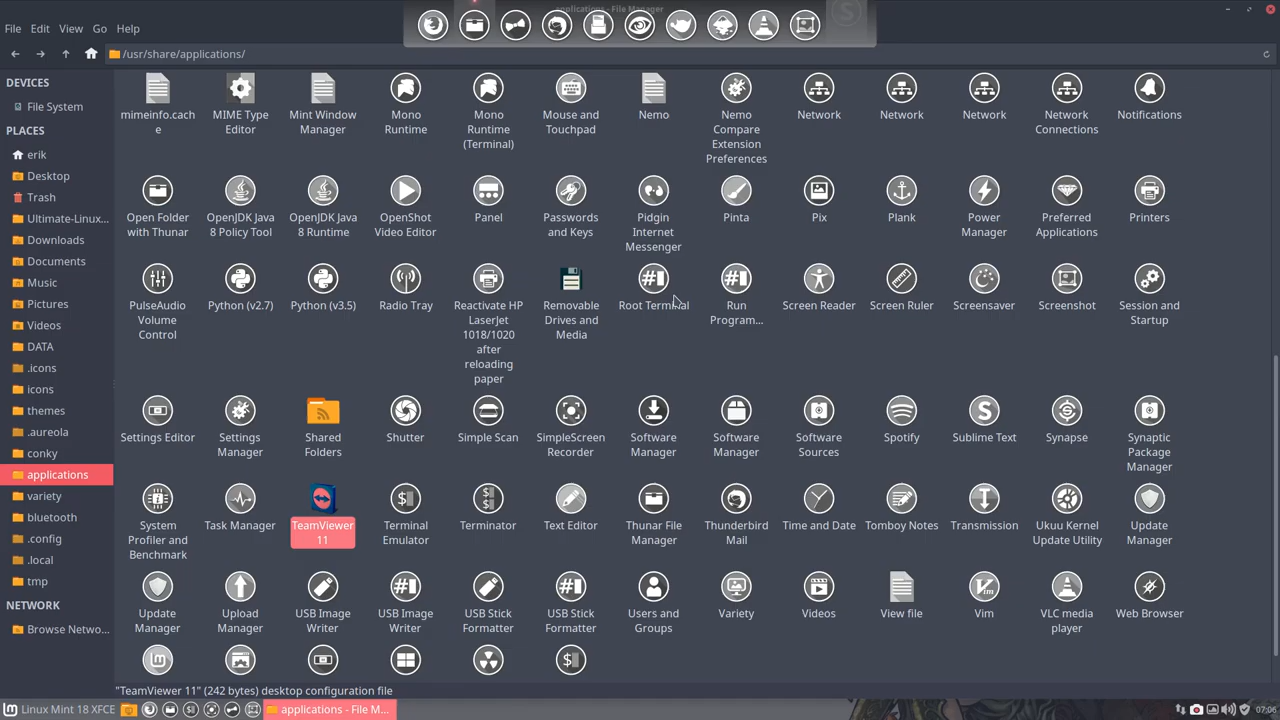 applications - File Manager
File Edit View Go Help
/usr/share/applications/
DEVICES
File System
PLACES
erik
Desktop
Trash
Ultimate-Linux...
Downloads
Documents
Music
Pictures
Videos
DATA
.icons
icons
themes
.aureola
conky
applications
variety
bluetooth
.config
.local
tmp
NETWORK
Browse Netwo...
mimeinfo.cach
e
MIME Type
Editor
Mint Window
Manager
Mono
Runtime
Mono
Runtime
(Terminal)
Mouse and
Touchpad
Nemo
Nemo
Compare
Extension
Preferences
Network
Network
Network
Network
Connections
Notifications
Open Folder
with Thunar
OpenJDK Java
8 Policy Tool
OpenJDK Java
8 Runtime
OpenShot
Video Editor
Panel
Passwords
and Keys
Pidgin
Internet
Messenger
Pinta
Pix
Plank
Power
Manager
Preferred
Applications
Printers
PulseAudio
Volume
Control
Python (v2.7)
Python (v3.5)
Radio Tray
Reactivate HP
LaserJet
1018/1020
after
reloading
paper
Removable
Drives and
Media
Root Terminal
Run
Program...
Screen Reader
Screen Ruler
Screensaver
Screenshot
Session and
Startup
Settings Editor
Settings
Manager
Shared
Folders
Shutter
Simple Scan
SimpleScreen
Recorder
Software
Manager
Software
Manager
Software
Sources
Spotify
Sublime Text
Synapse
Synaptic
Package
Manager
System
Profiler and
Benchmark
Task Manager
TeamViewer
11
Terminal
Emulator
Terminator
Text Editor
Thunar File
Manager
Thunderbird
Mail
Time and Date
Tomboy Notes
Transmission
Ukuu Kernel
Update Utility
Update
Manager
Update
Manager
Upload
Manager
USB Image
Writer
USB Image
Writer
USB Stick
Formatter
USB Stick
Formatter
Users and
Groups
Variety
Videos
View file
Vim
VLC media
player
Web Browser
"TeamViewer 11" (242 bytes) desktop configuration file
Linux Mint 18 XFCE
applications - File M...
07:06